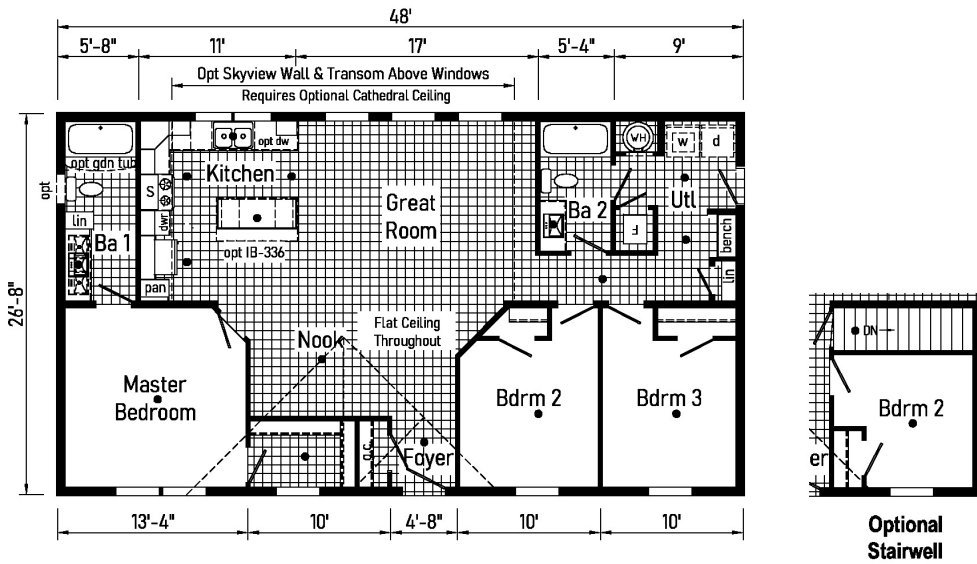 48'
5'-8" 11' 17' 5'-4" 9'
Opt Skyview Wall & Transom Above Windows
Requires Optional Cathedral Ceiling
26'-8"
opt gdn tub
opt
lin
Ba 1
S
dwr
pan
opt dw
Kitchen
opt IB-336
Great
Room
Ba 2
WH
w d
Utl
F
bench
lin
Nook
Flat Ceiling
Throughout
Master
Bedroom
o.c.
Foyer
Bdrm 2
Bdrm 3
13'-4" 10' 4'-8" 10' 10'
DN
Bdrm 2
er
Optional
Stairwell